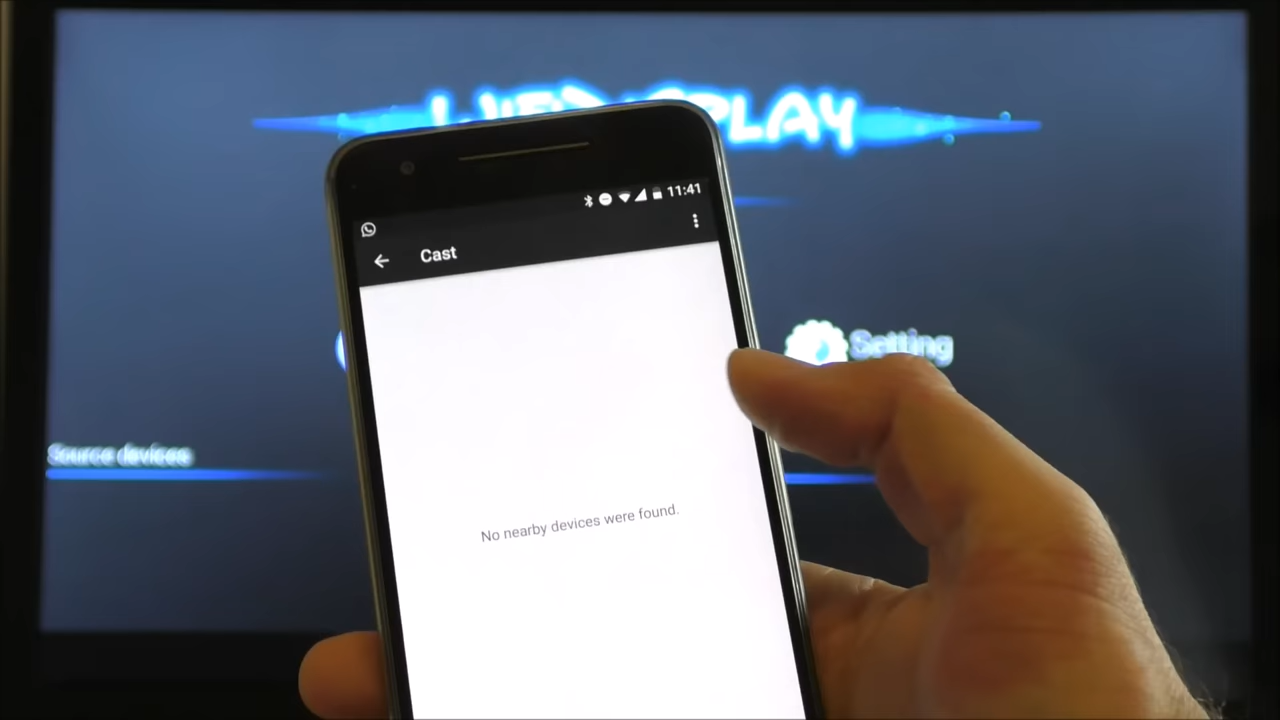 11:41
Cast
Setting
Source devices
No nearby devices were found.